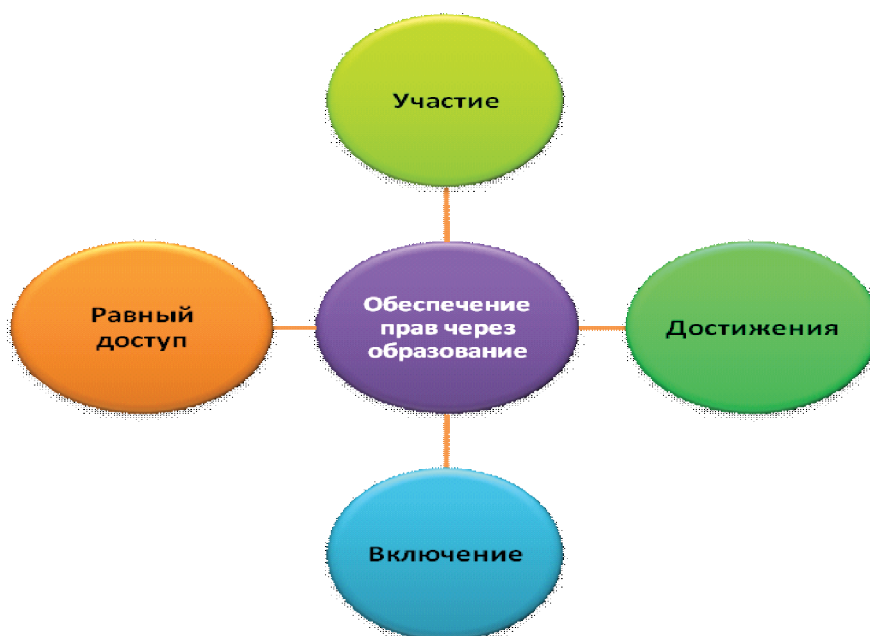 Участие
Равный
доступ
Обеспечение
прав через
образование
Достижения
Включение